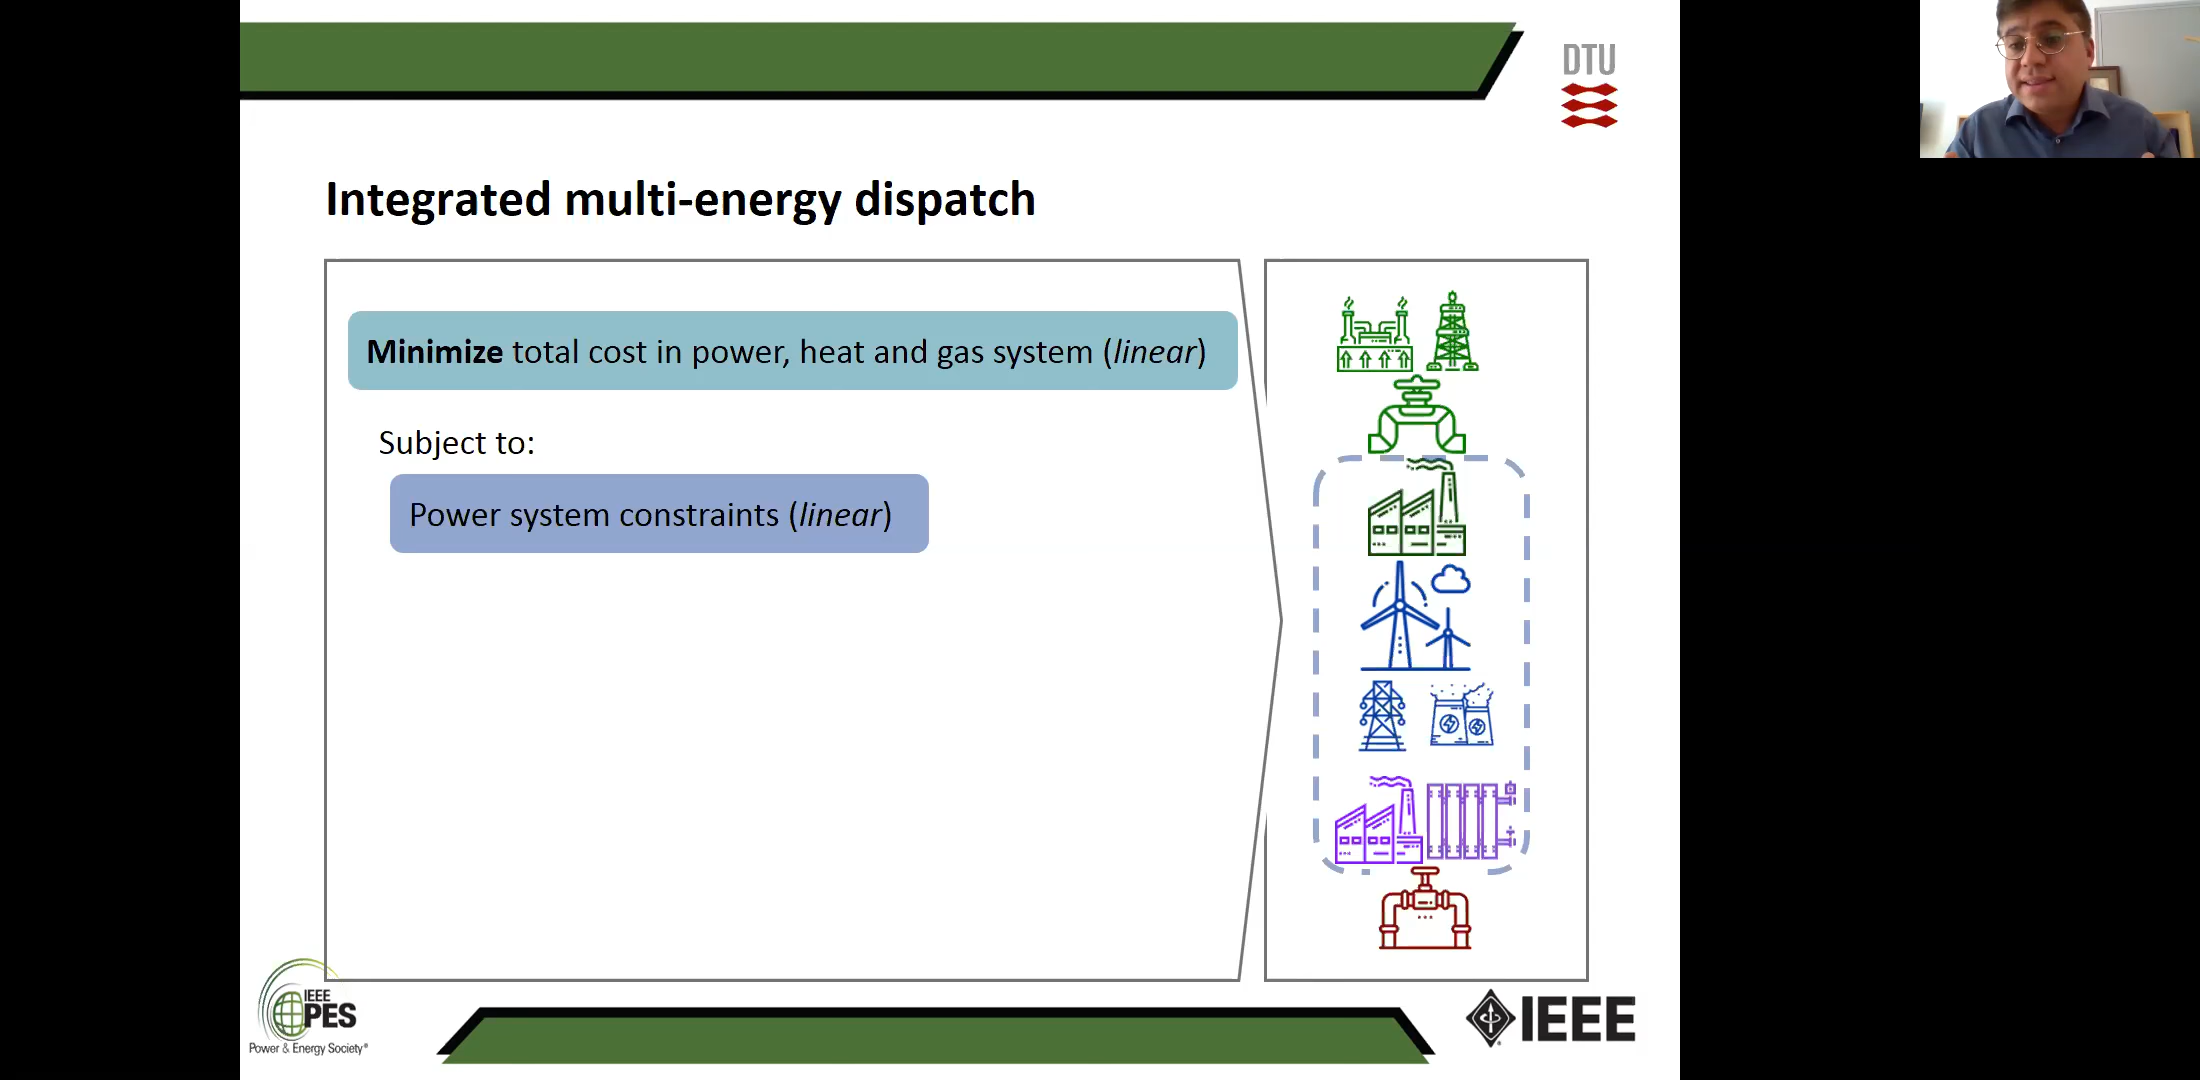 DTU
Integrated multi-energy dispatch
Minimize total cost in power, heat and gas system (linear)
Subject to:
Power system constraints (linear)
IEEE
PES
Power & Energy Society®
IEEE